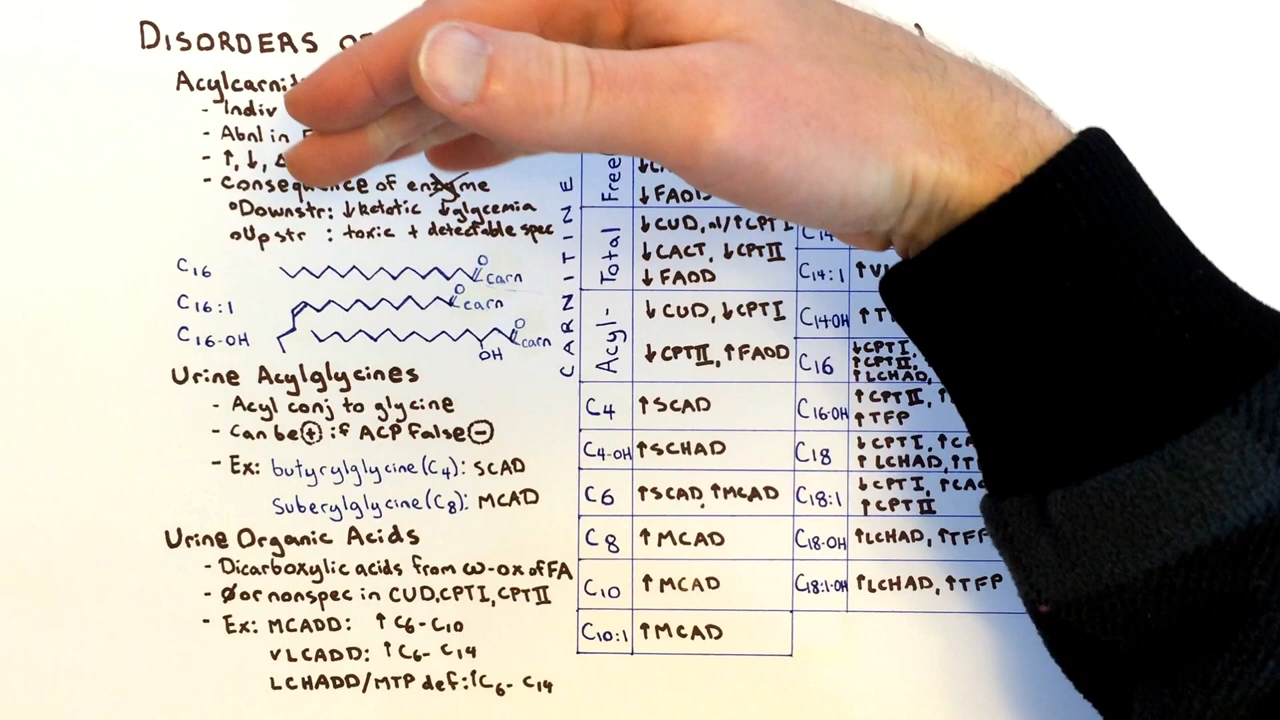 DISORDERS
Acylcarni
- Indiv
- Abnl in
- ↑, ↓,
- Consequence of enzyme
°Downstr: ↓ketotic ↓glycemia
°Upstr : toxic + detectable spec
C16
O
carn
C16:1
O
carn
C16-OH
O
carn
OH
Urine Acylglycines
- Acyl conj to glycine
- Can be ⊕ if ACP False ⊖
- Ex: butyrylglycine (C4): SCAD
Suberylglycine (C8): MCAD
Urine Organic Acids
- Dicarboxylic acids from ω-ox of FA
- Ø or nonspec in CUD, CPT I, CPT II
- Ex: MCADD: ↑ C6-C10
VLCADD: ↑ C6- C14
LCHADD/MTP def: ↑C6- C14
CARNITINE
Free
↓FAOD
Total
↓CUD, nl/↑CPT I
↓CACT, ↓CPT II
↓ FAOD
Acyl-
↓ CUD, ↓CPT I
↓CPT II, ↑FAOD
C4 ↑SCAD
C4-OH ↑SCHAD
C6 ↑SCAD, ↑MCAD
C8 ↑MCAD
C10 ↑MCAD
C10:1 ↑MCAD
C14
C14:1
C14-OH
C16 ↓CPT I,
↑CPT II,
↑LCHAD,
C16-OH ↑CPT II,
↑TFP
C18 ↓CPT I,
↑ LCHAD,
C18:1 ↓CPT I,
↑CPT II
C18-OH ↑LCHAD, ↑TFP
C18:1-OH ↑LCHAD, ↑TFP